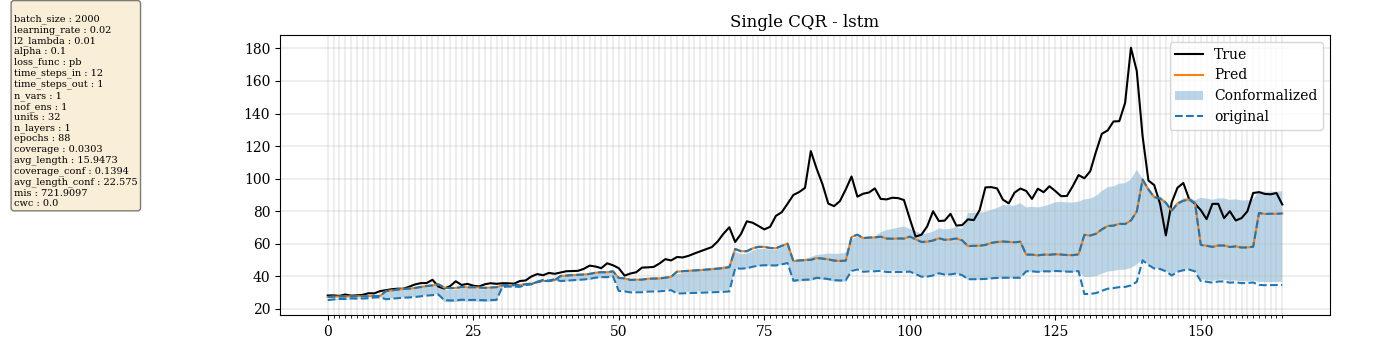 batch_size : 2000
learning_rate : 0.02
l2_lambda : 0.01
alpha : 0.1
loss_func : pb
time_steps_in : 12
time_steps_out : 1
n_vars : 1
nof_ens : 1
units : 32
n_layers : 1
epochs : 88
coverage : 0.0303
avg_length : 15.9473
coverage_conf : 0.1394
avg_length_conf : 22.575
mis : 721.9097
cwc : 0.0
Single CQR - lstm
180
160
140
120
100
80
60
40
20
True
Pred
Conformalized
original
0 25 50 75 100 125 150